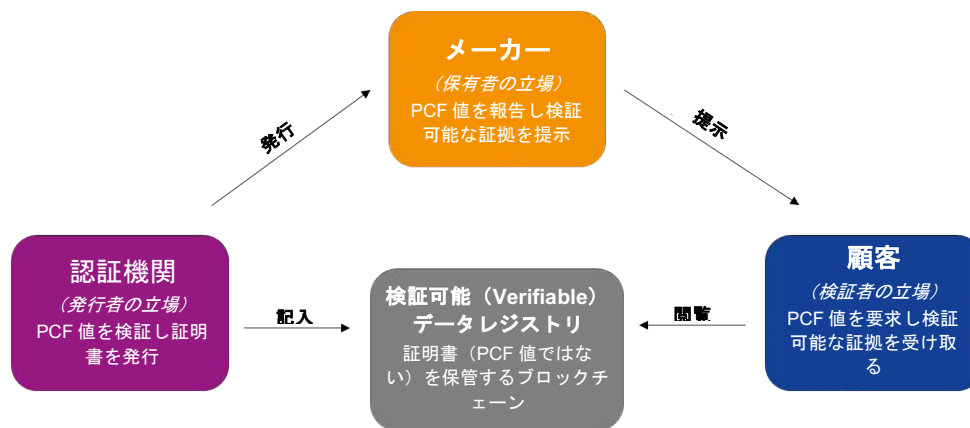 メーカー
（保有者の立場）
PCF 値を報告し検証
可能な証拠を提示
発行
提示
認証機関
（発行者の立場）
PCF 値を検証し証明
書を発行
記入
検証可能（Verifiable）
データレジストリ
証明書（PCF 値ではな
い）を保管するブロックチ
ェーン
閲覧
顧客
（検証者の立場）
PCF 値を要求し検証
可能な証拠を受け取
る